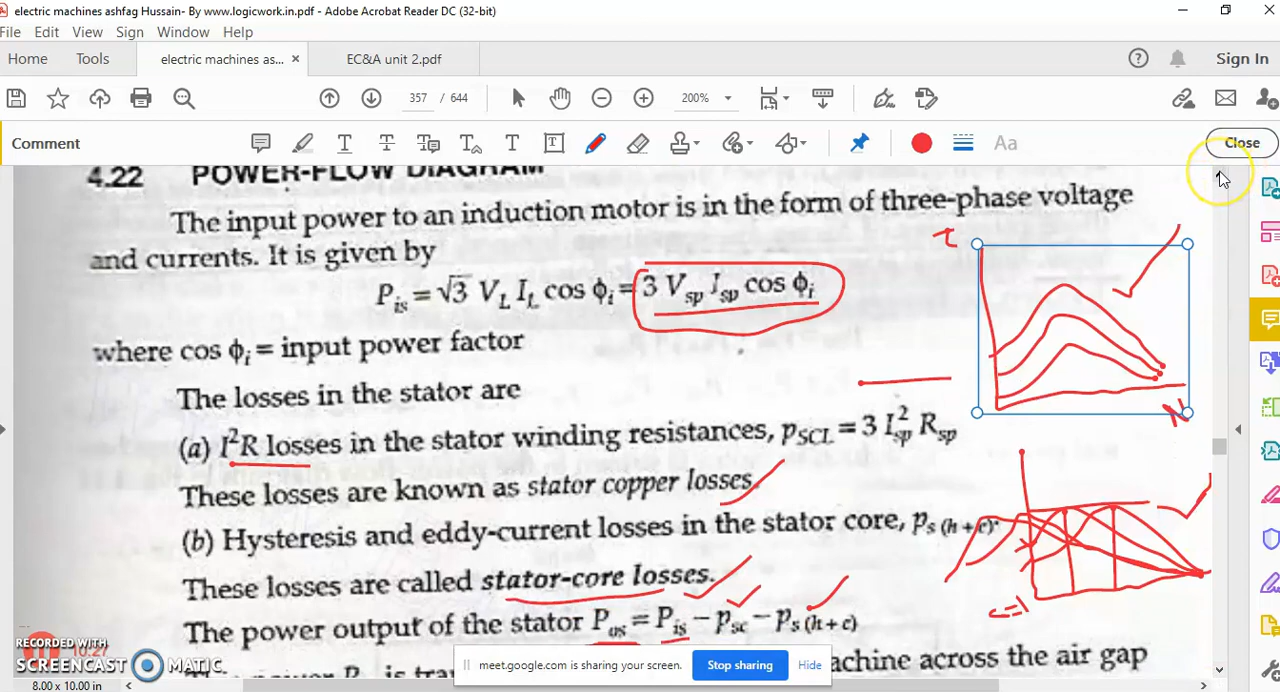 electric machines ashfag Hussain- By www.logicwork.in.pdf - Adobe Acrobat Reader DC (32-bit)
File Edit View Sign Window Help
Home Tools electric machines as... × EC&A unit 2.pdf Sign In
357 / 644 200%
Comment Aa Close
4.22 POWER-FLOW DIAGRAM
The input power to an induction motor is in the form of three-phase voltage
and currents. It is given by
P_is = √3 V_L I_L cos ϕ_i = 3 V_sp I_sp cos ϕ_i
where cos ϕ_i = input power factor
The losses in the stator are
(a) I²R losses in the stator winding resistances, p_SCL = 3 I²_sp R_sp
These losses are known as stator copper losses.
(b) Hysteresis and eddy-current losses in the stator core, p_s (h + e).
These losses are called stator-core losses.
The power output of the stator P_os = P_is – p_sc – p_s (h + e)
achine across the air gap
τ
N
RECORDED WITH
SCREENCAST MATIC
10:27
meet.google.com is sharing your screen. Stop sharing Hide
8.00 x 10.00 in